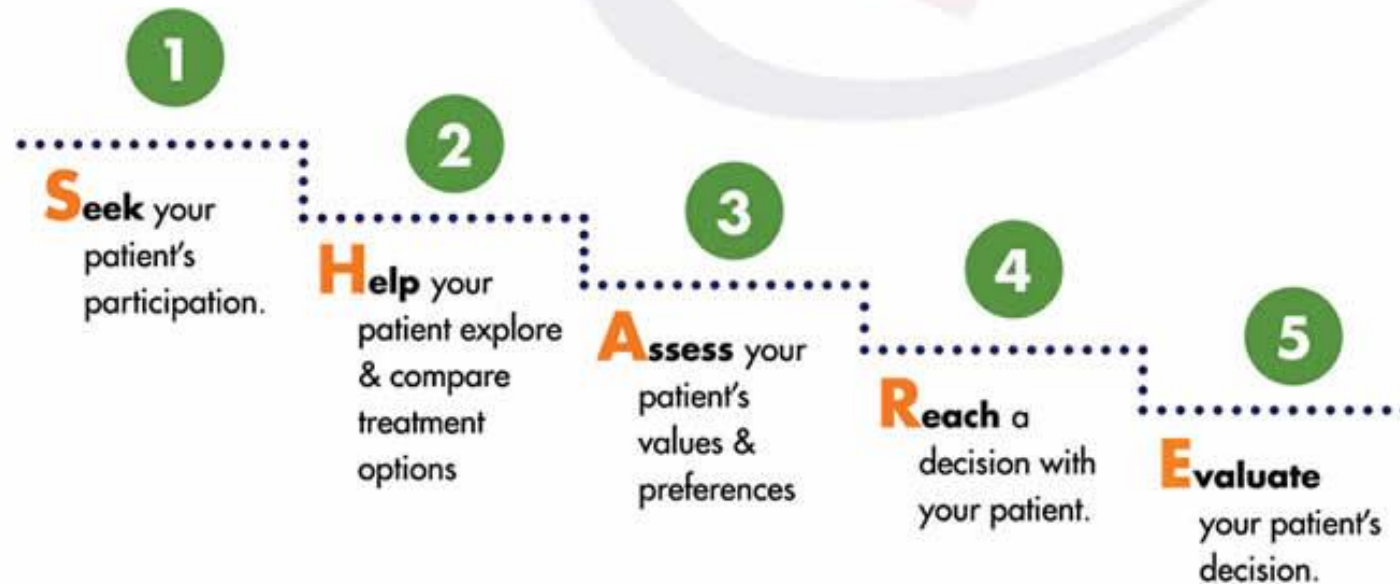 1
Seek your
patient's
participation.
2
Help your
patient explore
& compare
treatment
options
3
Assess your
patient's
values &
preferences
4
Reach a
decision with
your patient.
5
Evaluate
your patient's
decision.